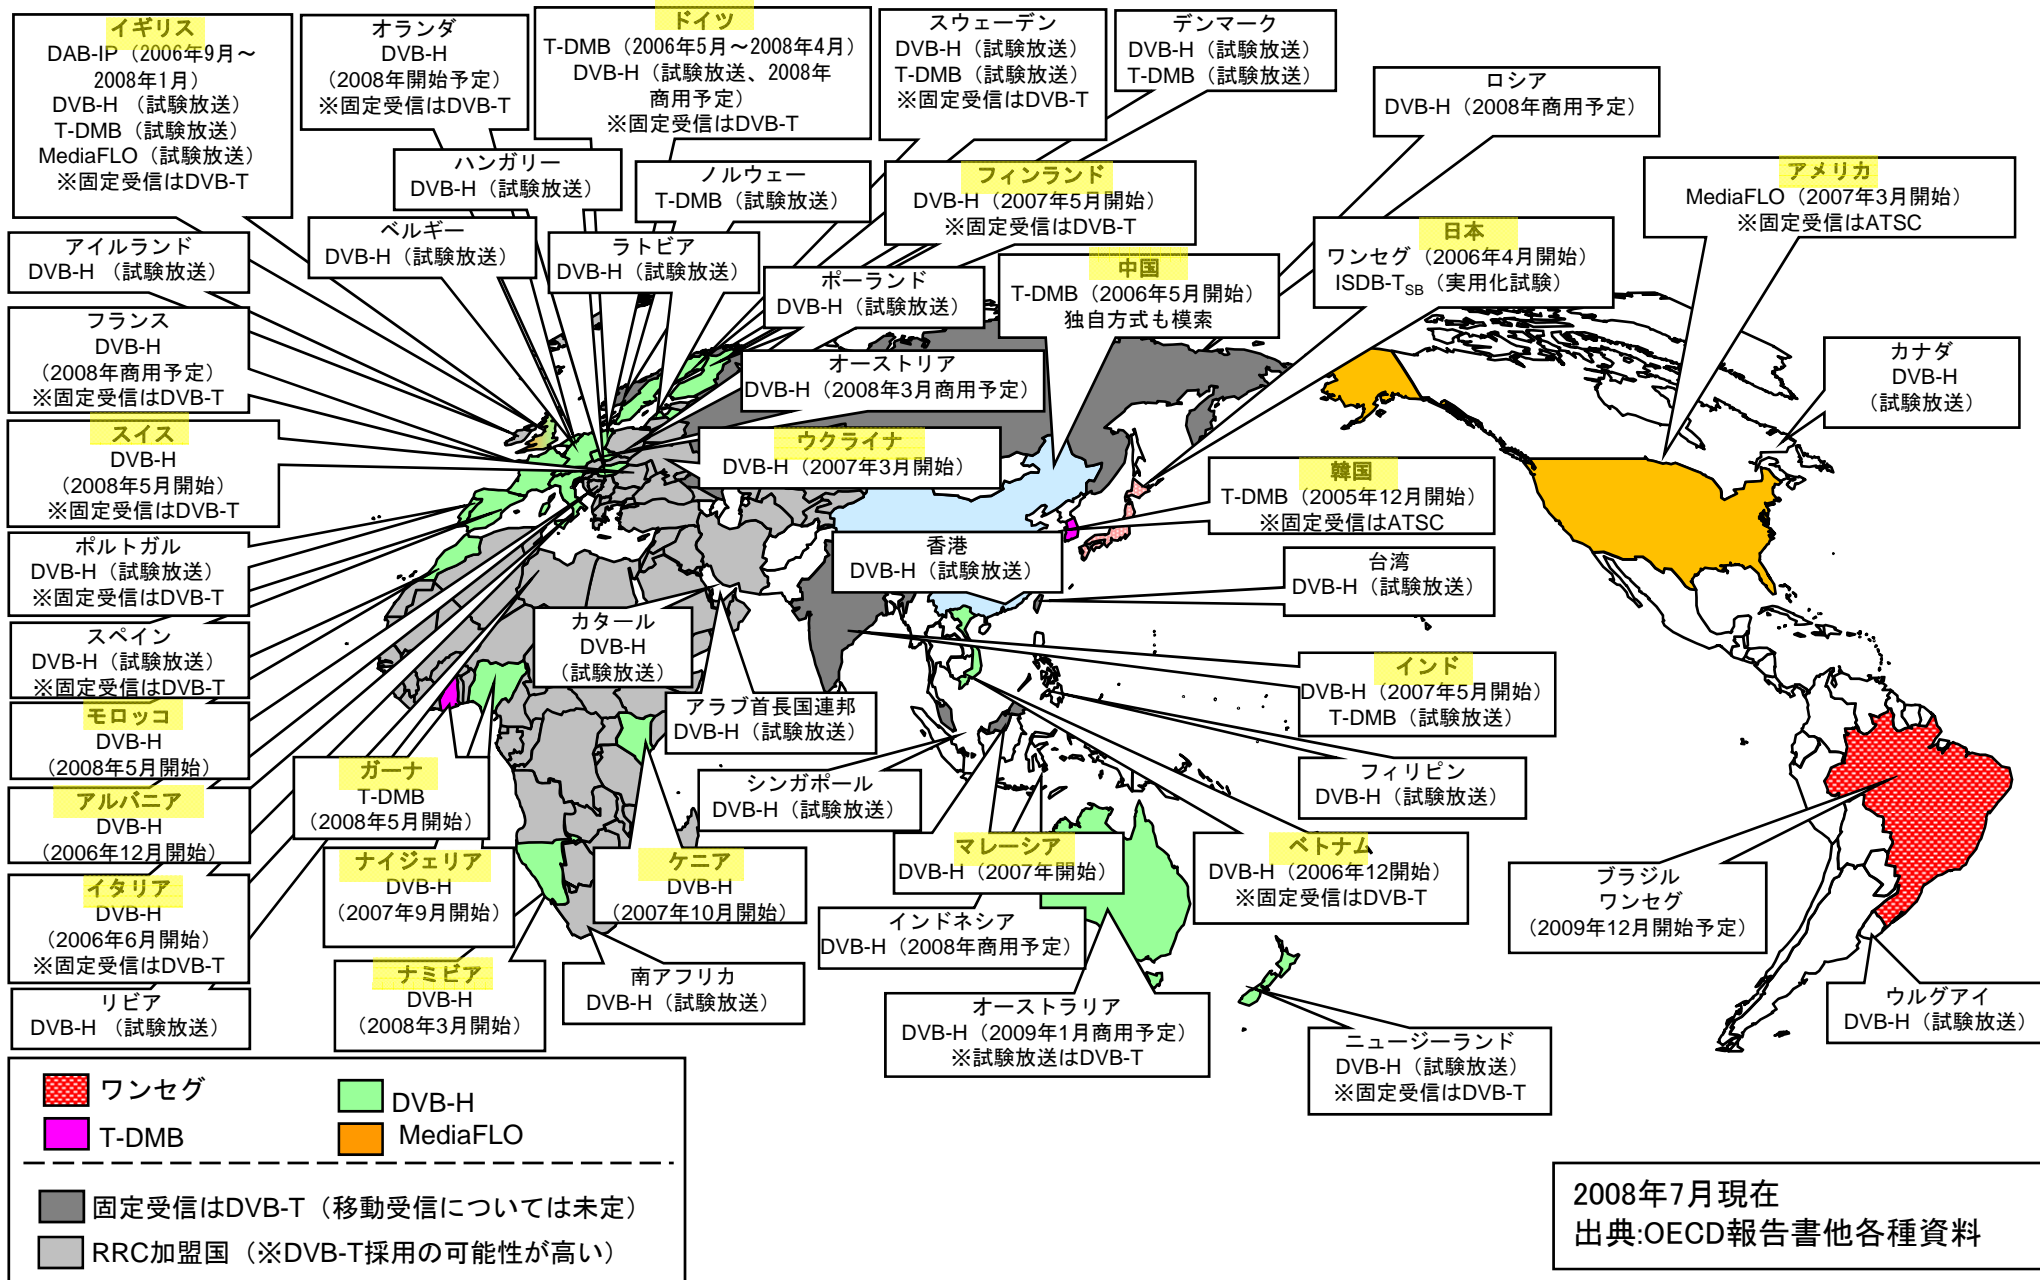 イギリス
DAB-IP（2006年9月～
2008年1月）
DVB-H （試験放送）
T-DMB（試験放送）
MediaFLO（試験放送）
※固定受信はDVB-T
オランダ
DVB-H
（2008年開始予定）
※固定受信はDVB-T
ドイツ
T-DMB（2006年5月～2008年4月）
DVB-H（試験放送、2008年
商用予定）
※固定受信はDVB-T
スウェーデン
DVB-H（試験放送）
T-DMB（試験放送）
※固定受信はDVB-T
デンマーク
DVB-H（試験放送）
T-DMB（試験放送）
ロシア
DVB-H（2008年商用予定）
ハンガリー
DVB-H（試験放送）
ノルウェー
T-DMB（試験放送）
フィンランド
DVB-H（2007年5月開始）
※固定受信はDVB-T
アメリカ
MediaFLO（2007年3月開始）
※固定受信はATSC
アイルランド
DVB-H （試験放送）
ベルギー
DVB-H（試験放送）
ラトビア
DVB-H（試験放送）
ポーランド
DVB-H（試験放送）
中国
T-DMB（2006年5月開始）
独自方式も模索
日本
ワンセグ（2006年4月開始）
ISDB-TSB（実用化試験）
フランス
DVB-H
（2008年商用予定）
※固定受信はDVB-T
オーストリア
DVB-H（2008年3月商用予定）
カナダ
DVB-H
（試験放送）
スイス
DVB-H
（2008年5月開始）
※固定受信はDVB-T
ウクライナ
DVB-H（2007年3月開始）
韓国
T-DMB（2005年12月開始）
※固定受信はATSC
ポルトガル
DVB-H（試験放送）
※固定受信はDVB-T
香港
DVB-H（試験放送）
台湾
DVB-H（試験放送）
スペイン
DVB-H（試験放送）
※固定受信はDVB-T
カタール
DVB-H
（試験放送）
インド
DVB-H（2007年5月開始）
T-DMB（試験放送）
モロッコ
DVB-H
（2008年5月開始）
アラブ首長国連邦
DVB-H（試験放送）
ガーナ
T-DMB
（2008年5月開始）
シンガポール
DVB-H（試験放送）
フィリピン
DVB-H（試験放送）
アルバニア
DVB-H
（2006年12月開始）
ナイジェリア
DVB-H
（2007年9月開始）
ケニア
DVB-H
（2007年10月開始）
マレーシア
DVB-H（2007年開始）
ベトナム
DVB-H（2006年12開始）
※固定受信はDVB-T
ブラジル
ワンセグ
（2009年12月開始予定）
イタリア
DVB-H
（2006年6月開始）
※固定受信はDVB-T
インドネシア
DVB-H（2008年商用予定）
ナミビア
DVB-H
（2008年3月開始）
南アフリカ
DVB-H（試験放送）
オーストラリア
DVB-H（2009年1月商用予定）
※試験放送はDVB-T
リビア
DVB-H （試験放送）
ウルグアイ
DVB-H（試験放送）
ニュージーランド
DVB-H（試験放送）
※固定受信はDVB-T
ワンセグ
DVB-H
T-DMB
MediaFLO
固定受信はDVB-T（移動受信については未定）
RRC加盟国（※DVB-T採用の可能性が高い）
2008年7月現在
出典:OECD報告書他各種資料